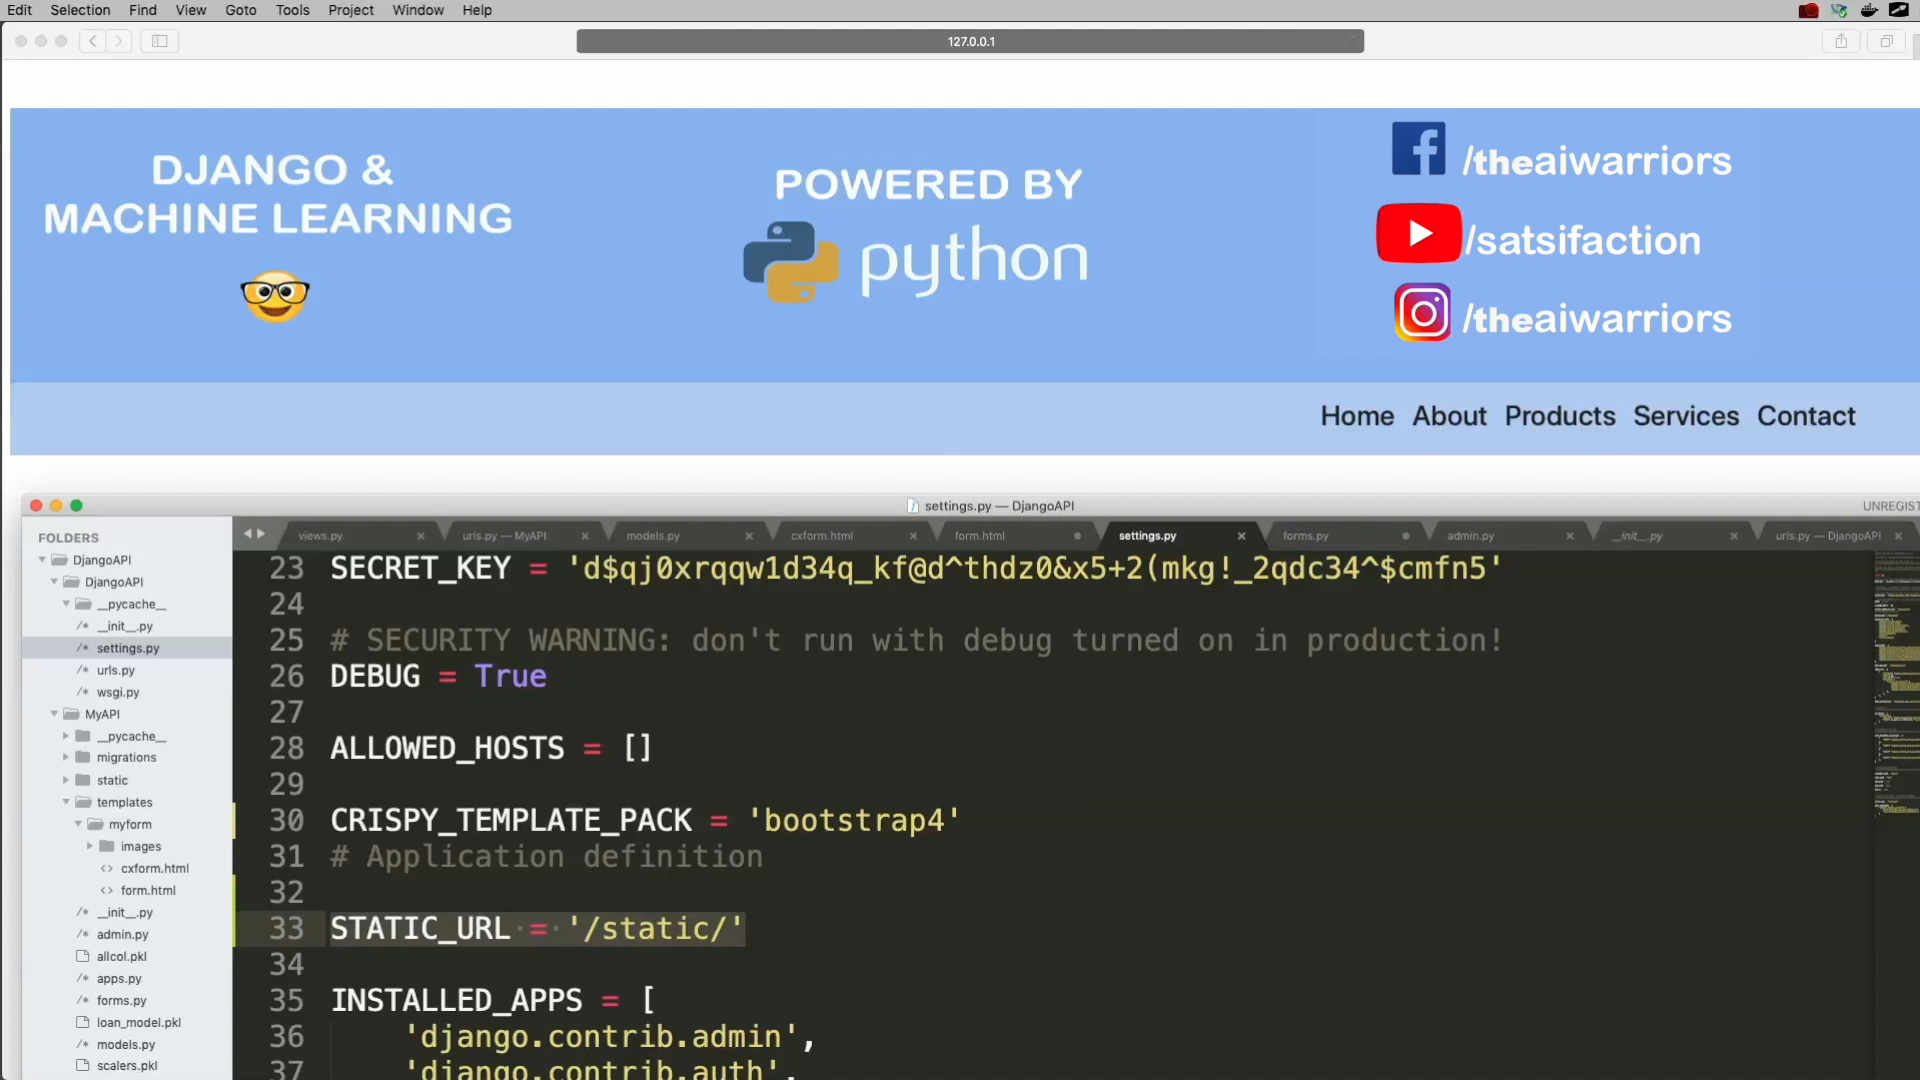 Edit Selection Find View Goto Tools Project Window Help
127.0.0.1
DJANGO &
MACHINE LEARNING
POWERED BY
python
/theaiwarriors
/satsifaction
/theaiwarriors
Home About Products Services Contact
settings.py — DjangoAPI
UNREGIST
FOLDERS
DjangoAPI
DjangoAPI
__pycache__
__init__.py
settings.py
urls.py
wsgi.py
MyAPI
__pycache__
migrations
static
templates
myform
images
cxform.html
form.html
__init__.py
admin.py
allcol.pkl
apps.py
forms.py
loan_model.pkl
models.py
scalers.pkl
views.py urls.py — MyAPI models.py cxform.html form.html settings.py forms.py admin.py __init__.py urls.py — DjangoAPI
23 SECRET_KEY = 'd$qj0xrqqw1d34q_kf@d^thdz0&x5+2(mkg!_2qdc34^$cmfn5'
24
25 # SECURITY WARNING: don't run with debug turned on in production!
26 DEBUG = True
27
28 ALLOWED_HOSTS = []
29
30 CRISPY_TEMPLATE_PACK = 'bootstrap4'
31 # Application definition
32
33 STATIC_URL = '/static/'
34
35 INSTALLED_APPS = [
36 'django.contrib.admin',
37 'django.contrib.auth',